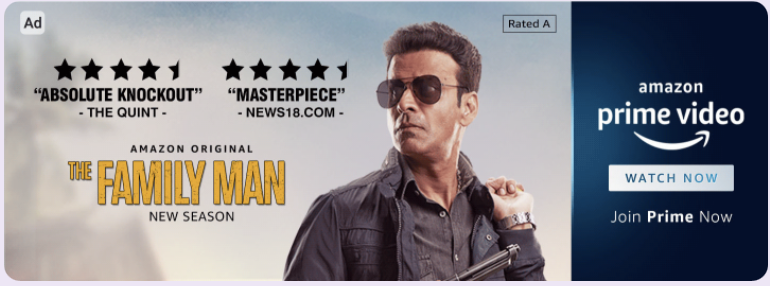 Ad
Rated A
“ABSOLUTE KNOCKOUT”
- THE QUINT -
“MASTERPIECE”
- NEWS18.COM -
AMAZON ORIGINAL
THE FAMILY MAN
NEW SEASON
amazon
prime video
WATCH NOW
Join Prime Now